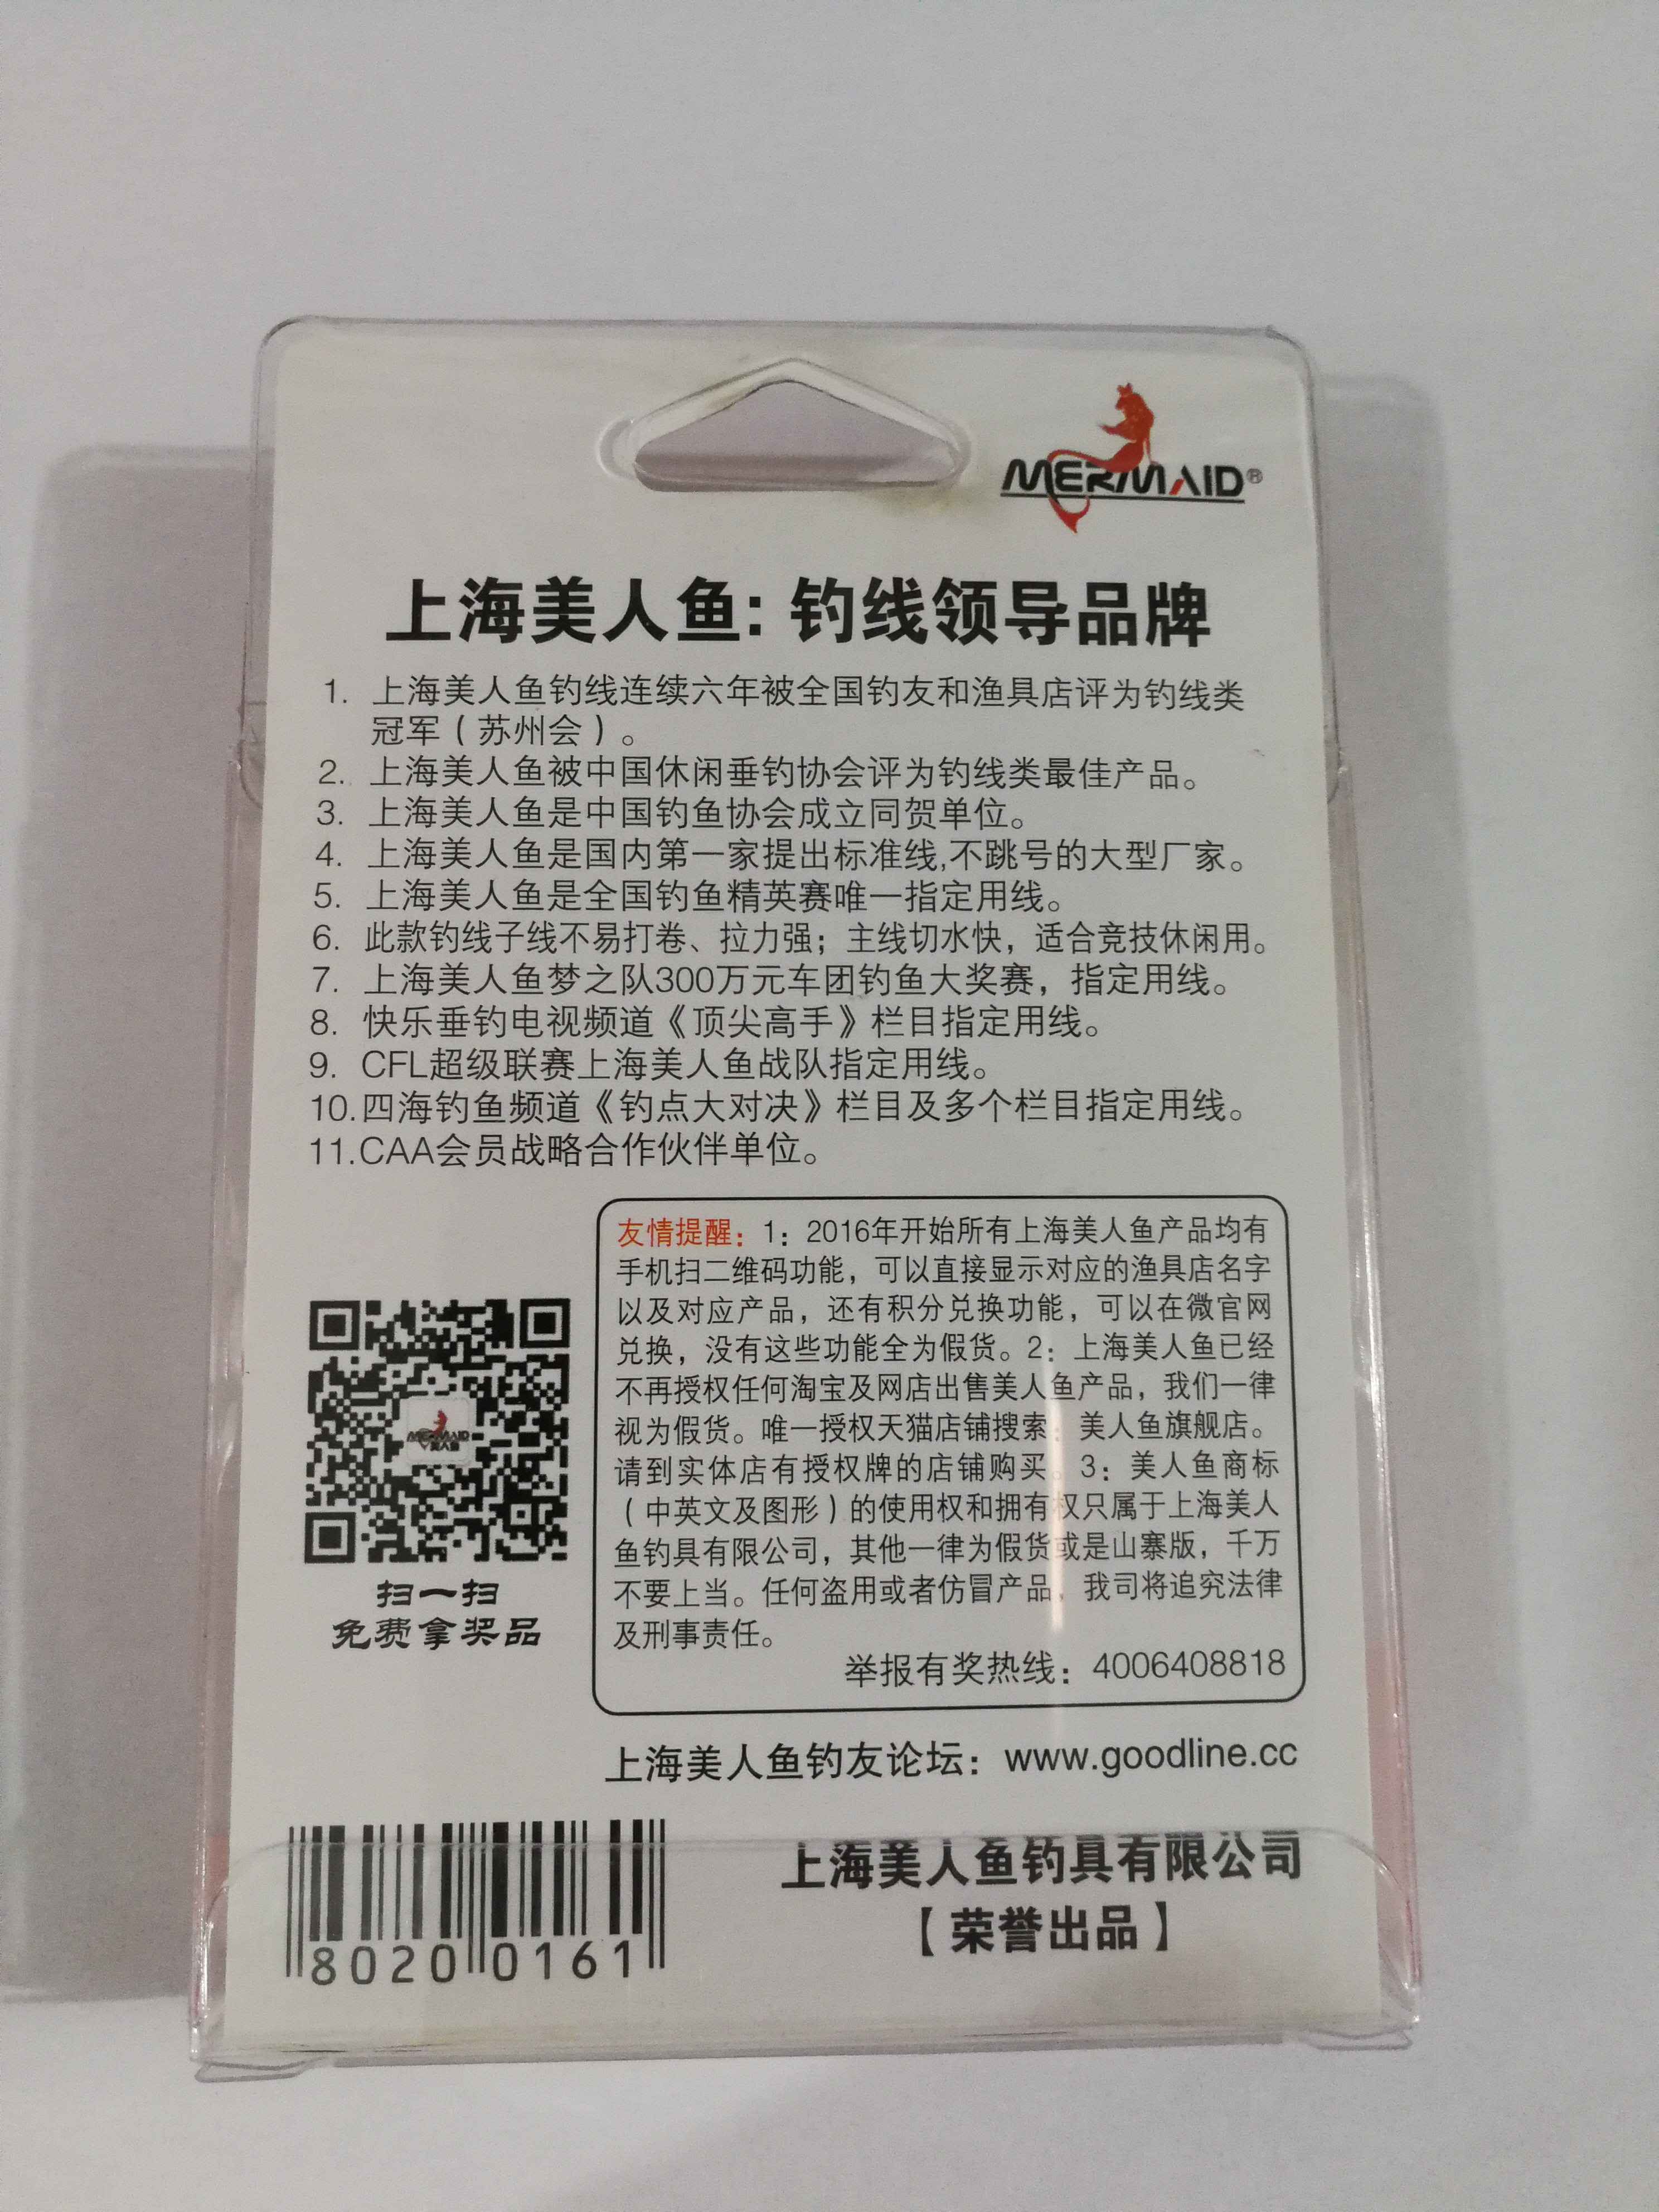 MERMAID®
上海美人鱼：钓线领导品牌
1. 上海美人鱼钓线连续六年被全国钓友和渔具店评为钓线类
冠军（苏州会）。
2. 上海美人鱼被中国休闲垂钓协会评为钓线类最佳产品。
3. 上海美人鱼是中国钓鱼协会成立同贺单位。
4. 上海美人鱼是国内第一家提出标准线,不跳号的大型厂家。
5. 上海美人鱼是全国钓鱼精英赛唯一指定用线。
6. 此款钓线子线不易打卷、拉力强；主线切水快，适合竞技休闲用。
7. 上海美人鱼梦之队300万元车团钓鱼大奖赛，指定用线。
8. 快乐垂钓电视频道《顶尖高手》栏目指定用线。
9. CFL超级联赛上海美人鱼战队指定用线。
10.四海钓鱼频道《钓点大对决》栏目及多个栏目指定用线。
11.CAA会员战略合作伙伴单位。
友情提醒：1：2016年开始所有上海美人鱼产品均有
手机扫二维码功能，可以直接显示对应的渔具店名字
以及对应产品，还有积分兑换功能，可以在微官网
兑换，没有这些功能全为假货。2：上海美人鱼已经
不再授权任何淘宝及网店出售美人鱼产品，我们一律
视为假货。唯一授权天猫店铺搜索：美人鱼旗舰店。
请到实体店有授权牌的店铺购买。3：美人鱼商标
（中英文及图形）的使用权和拥有权只属于上海美人
鱼钓具有限公司，其他一律为假货或是山寨版，千万
不要上当。任何盗用或者仿冒产品，我司将追究法律
及刑事责任。
举报有奖热线：4006408818
MERMAID
美人鱼
扫一扫
免费拿奖品
上海美人鱼钓友论坛：www.goodline.cc
8020 0161
上海美人鱼钓具有限公司
【荣誉出品】